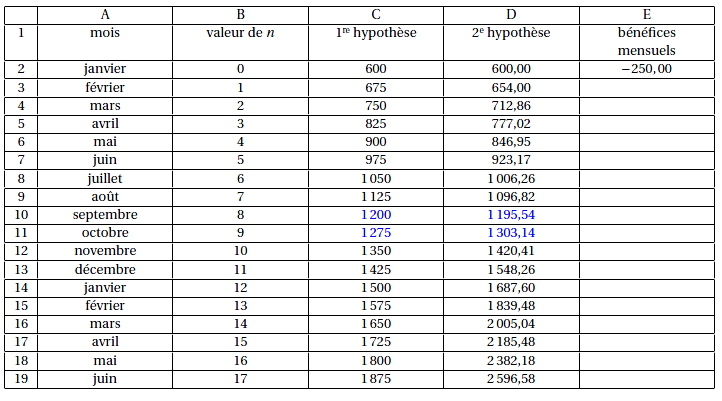 A B C D E
1 mois valeur de n 1re hypothèse 2e hypothèse bénéfices
mensuels
2 janvier 0 600 600,00 −250,00
3 février 1 675 654,00
4 mars 2 750 712,86
5 avril 3 825 777,02
6 mai 4 900 846,95
7 juin 5 975 923,17
8 juillet 6 1 050 1 006,26
9 août 7 1 125 1 096,82
10 septembre 8 1 200 1 195,54
11 octobre 9 1 275 1 303,14
12 novembre 10 1 350 1 420,41
13 décembre 11 1 425 1 548,26
14 janvier 12 1 500 1 687,60
15 février 13 1 575 1 839,48
16 mars 14 1 650 2 005,04
17 avril 15 1 725 2 185,48
18 mai 16 1 800 2 382,18
19 juin 17 1 875 2 596,58